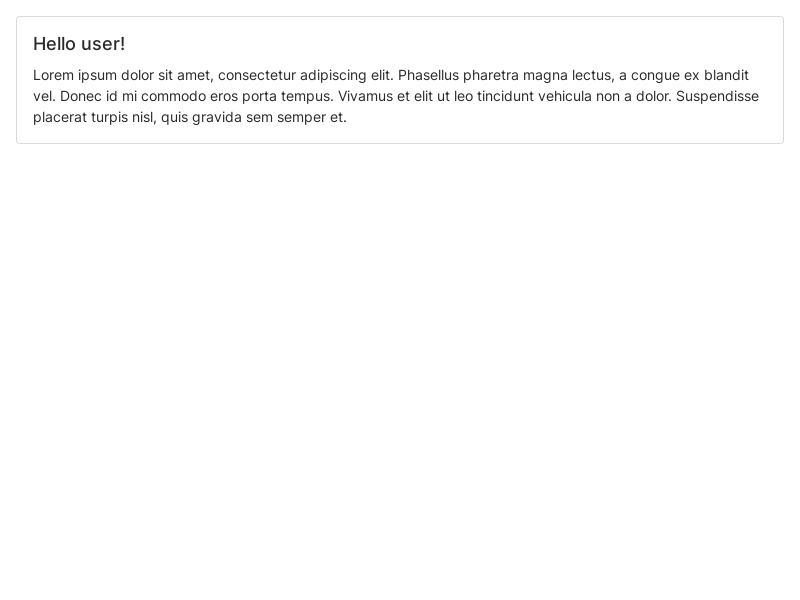 Hello user!
Lorem ipsum dolor sit amet, consectetur adipiscing elit. Phasellus pharetra magna lectus, a congue ex blandit
vel. Donec id mi commodo eros porta tempus. Vivamus et elit ut leo tincidunt vehicula non a dolor. Suspendisse
placerat turpis nisl, quis gravida sem semper et.